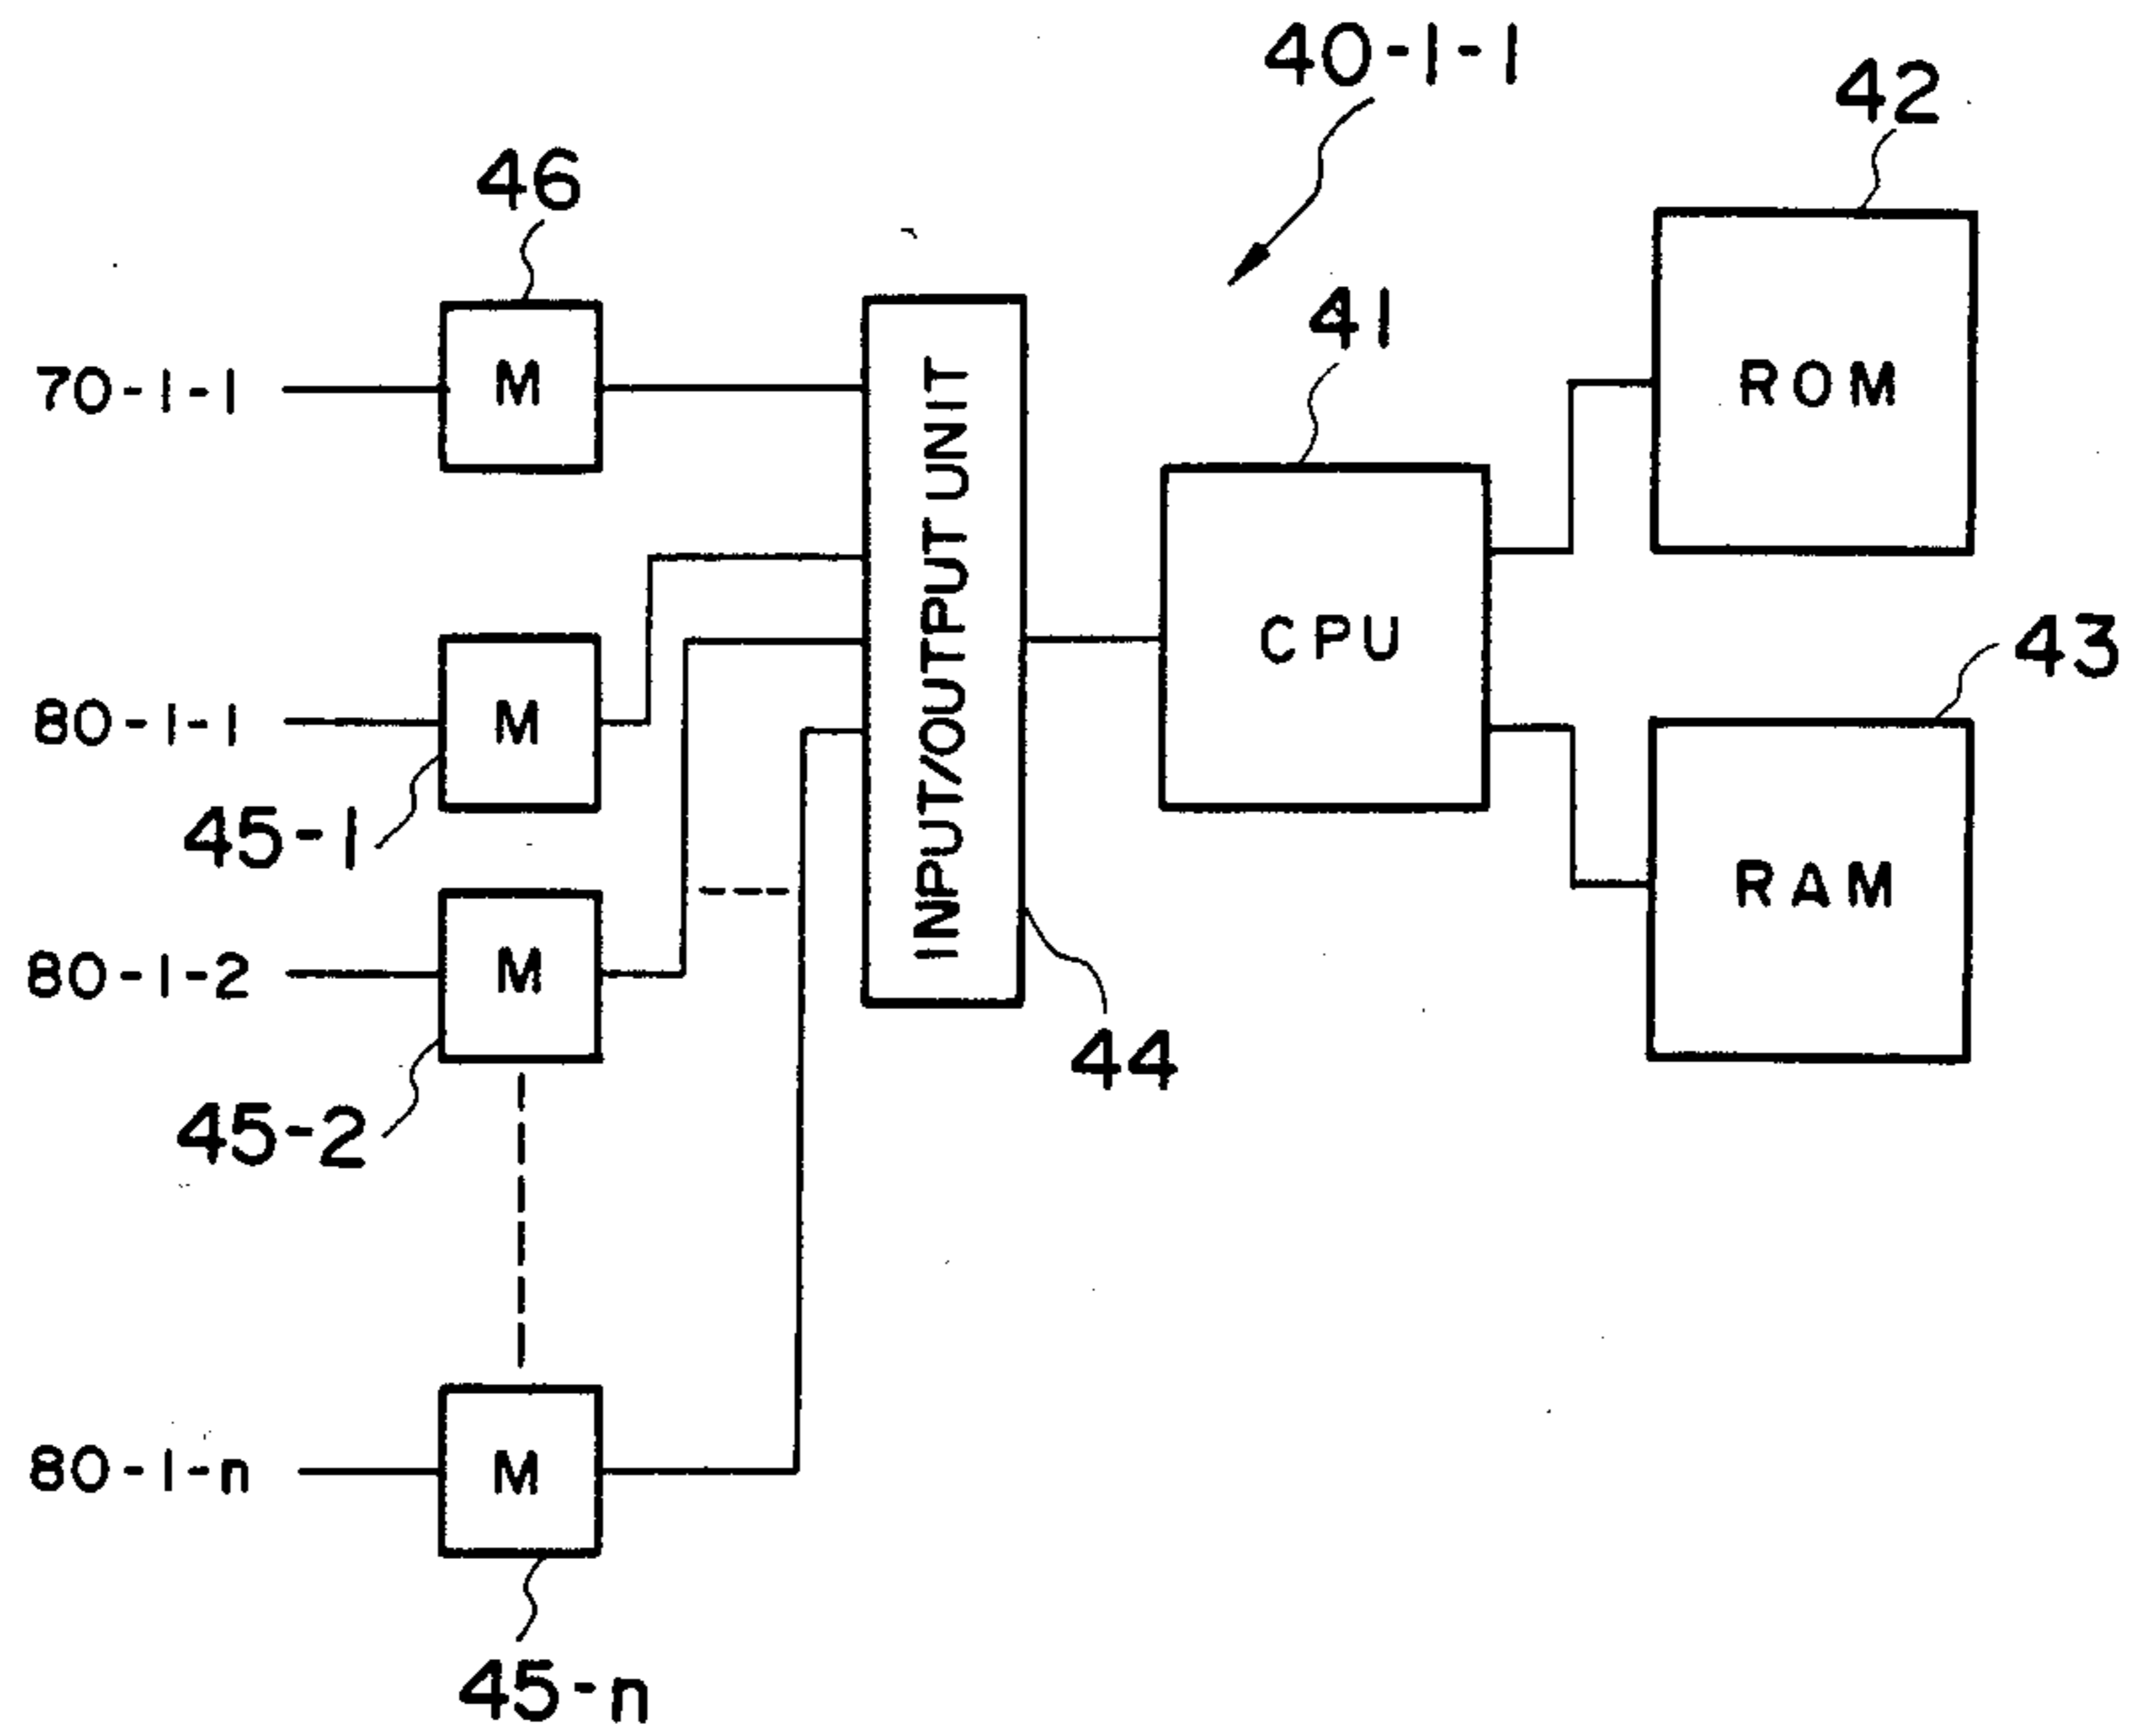 40-1-1
42
46
41
70-1-1
M
ROM
INPUT/OUTPUT UNIT
CPU
43
80-1-1
M
45-1
RAM
80-1-2
M
44
45-2
80-1-n
M
45-n